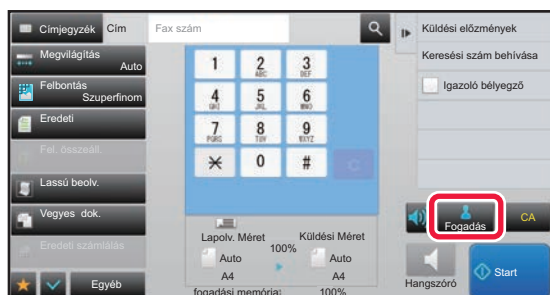 Címjegyzék
Cím
Fax szám
Küldési előzmények
Megvilágítás
Auto
Keresési szám behívása
Felbontás
Szuperfinom
Igazoló bélyegző
Eredeti
Fel. összeáll.
Lassú beolv.
Vegyes dok.
Eredeti számlálás
Egyéb
1
2
ABC
3
DEF
4
GHI
5
JKL
6
MNO
7
PQRS
8
TUV
9
WXYZ
0
#
C
Lapolv. Méret
100%
Küldési Méret
Auto
A4
Auto
A4
fogadási memória:
100%
Fogadás
CA
Hangszóró
Start